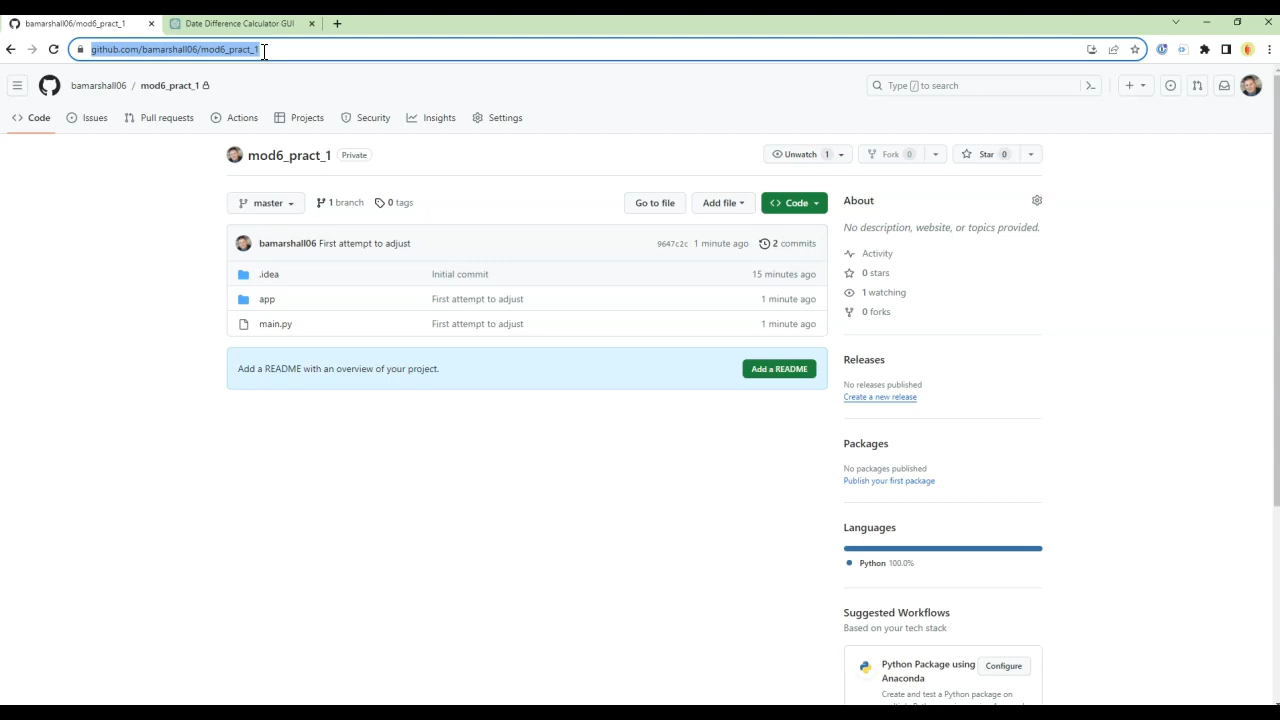 bamarshall06/mod6_pract_1
Date Difference Calculator GUI
github.com/bamarshall06/mod6_pract_1
bamarshall06 / mod6_pract_1
Type / to search
Code
Issues
Pull requests
Actions
Projects
Security
Insights
Settings
mod6_pract_1 Private
Unwatch 1
Fork 0
Star 0
master
1 branch
0 tags
Go to file
Add file
Code
bamarshall06 First attempt to adjust 9647c2c 1 minute ago 2 commits
.idea Initial commit 15 minutes ago
app First attempt to adjust 1 minute ago
main.py First attempt to adjust 1 minute ago
Add a README with an overview of your project. Add a README
About
No description, website, or topics provided.
Activity
0 stars
1 watching
0 forks
Releases
No releases published
Create a new release
Packages
No packages published
Publish your first package
Languages
Python 100.0%
Suggested Workflows
Based on your tech stack
Python Package using Configure
Anaconda
Create and test a Python package on